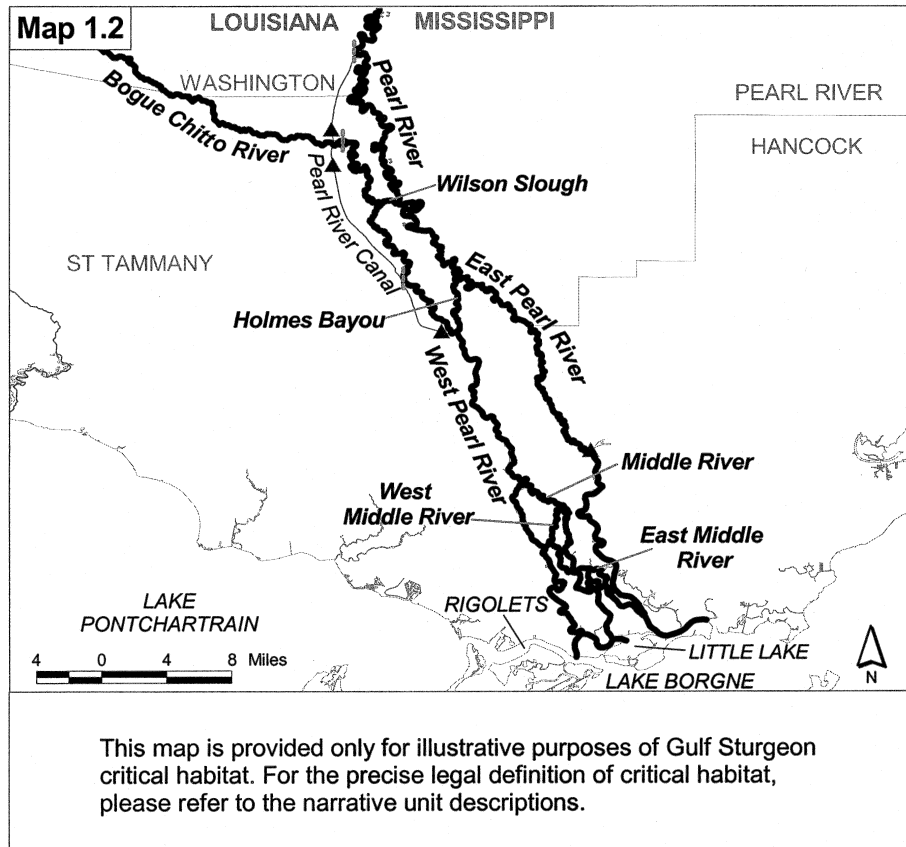 Map 1.2
LOUISIANA
MISSISSIPPI
WASHINGTON
Pearl River
PEARL RIVER
Bogue Chitto River
HANCOCK
Wilson Slough
Pearl River Canal
ST TAMMANY
East Pearl River
Holmes Bayou
West Pearl River
Middle River
West
Middle River
East Middle
River
LAKE
PONTCHARTRAIN
RIGOLETS
LITTLE LAKE
4 0 4 8 Miles
LAKE BORGNE
N
This map is provided only for illustrative purposes of Gulf Sturgeon
critical habitat. For the precise legal definition of critical habitat,
please refer to the narrative unit descriptions.